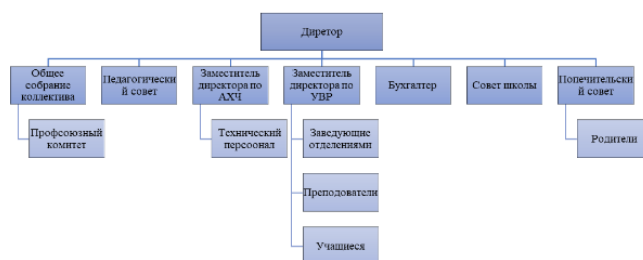 Диретор
Общее
собрание
коллектива
Педагогически
й совет
Заместитель
директора по
АХЧ
Заместитель
директора по
УВР
Бухгалтер
Совет школы
Попечительски
й совет
Профсоюзный
комитет
Технический
персоонал
Заведующие
отделениями
Родители
Преподователи
Учащиеся